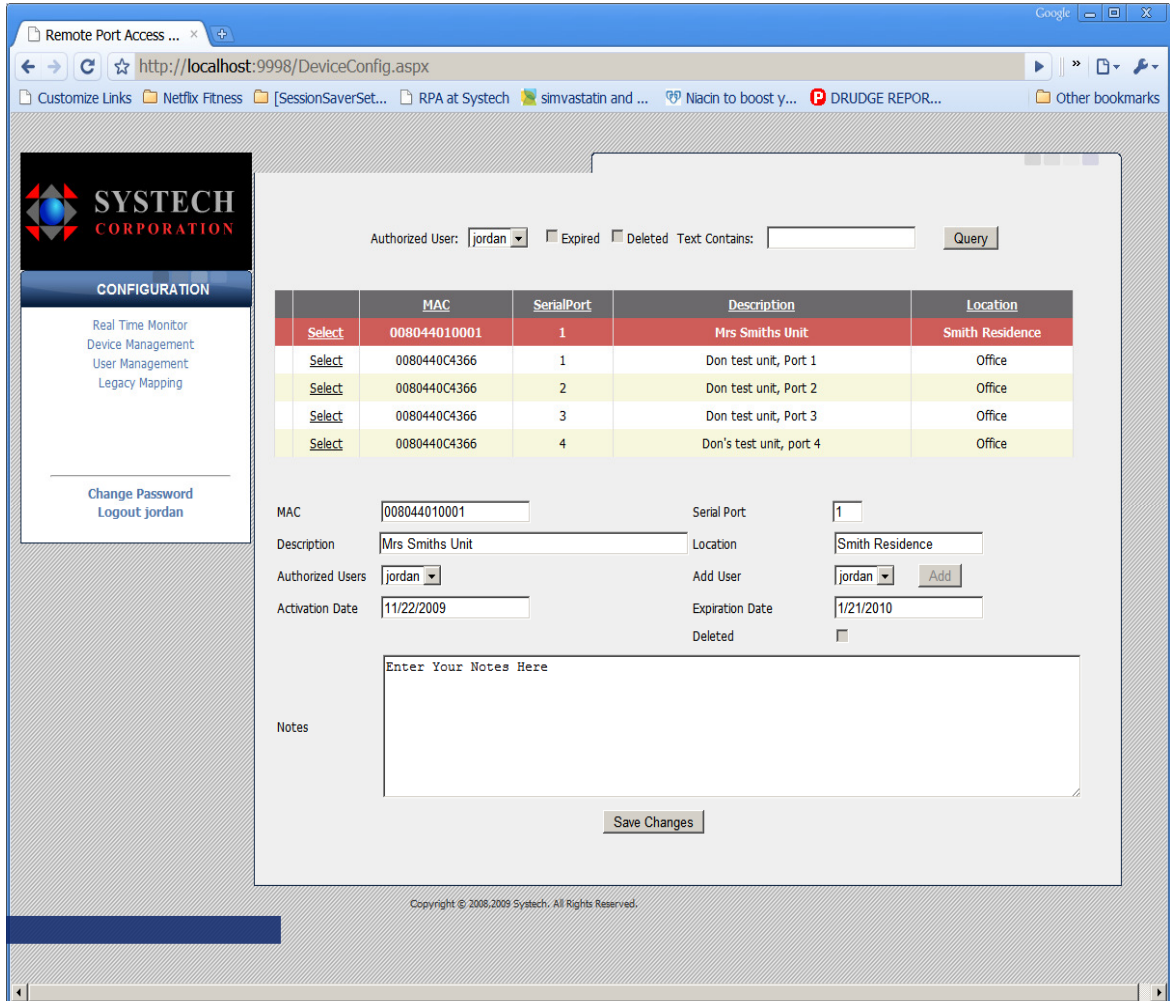 Google
Remote Port Access ...
http://localhost:9998/DeviceConfig.aspx
Customize Links Netflix Fitness [SessionSaverSet... RPA at Systech simvastatin and ... Niacin to boost y... DRUDGE REPOR... Other bookmarks
SYSTECH
CORPORATION
CONFIGURATION
Real Time Monitor
Device Management
User Management
Legacy Mapping
Change Password
Logout jordan
Authorized User: jordan Expired Deleted Text Contains: Query
MAC SerialPort Description Location
Select 008044010001 1 Mrs Smiths Unit Smith Residence
Select 0080440C4366 1 Don test unit, Port 1 Office
Select 0080440C4366 2 Don test unit, Port 2 Office
Select 0080440C4366 3 Don test unit, Port 3 Office
Select 0080440C4366 4 Don's test unit, port 4 Office
MAC 008044010001 Serial Port 1
Description Mrs Smiths Unit Location Smith Residence
Authorized Users jordan Add User jordan Add
Activation Date 11/22/2009 Expiration Date 1/21/2010
Deleted
Enter Your Notes Here
Notes
Save Changes
Copyright © 2008,2009 Systech. All Rights Reserved.